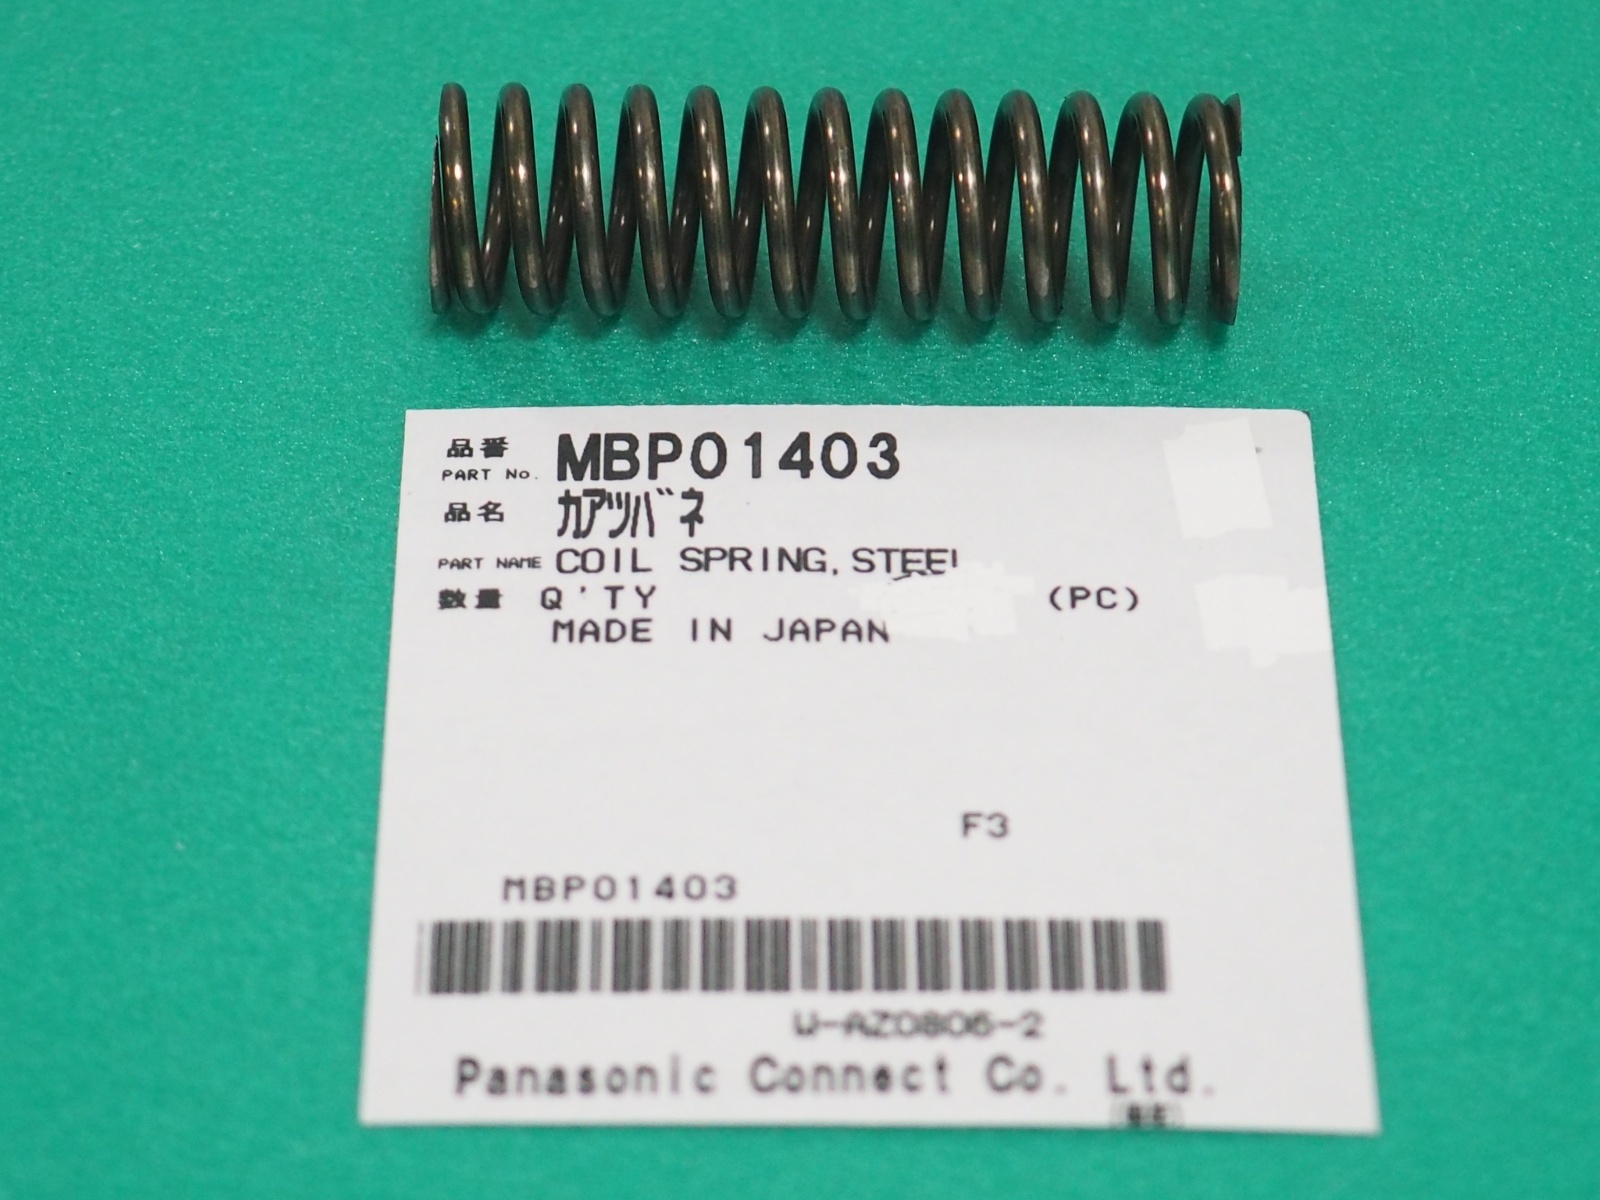 品番
PART No. MBP01403
品名 カアツバネ
PART NAME COIL SPRING, STEEL
数量 Q'TY (PC)
MADE IN JAPAN
F3
MBP01403
W-AZ0806-2
Panasonic Connect Co. Ltd.